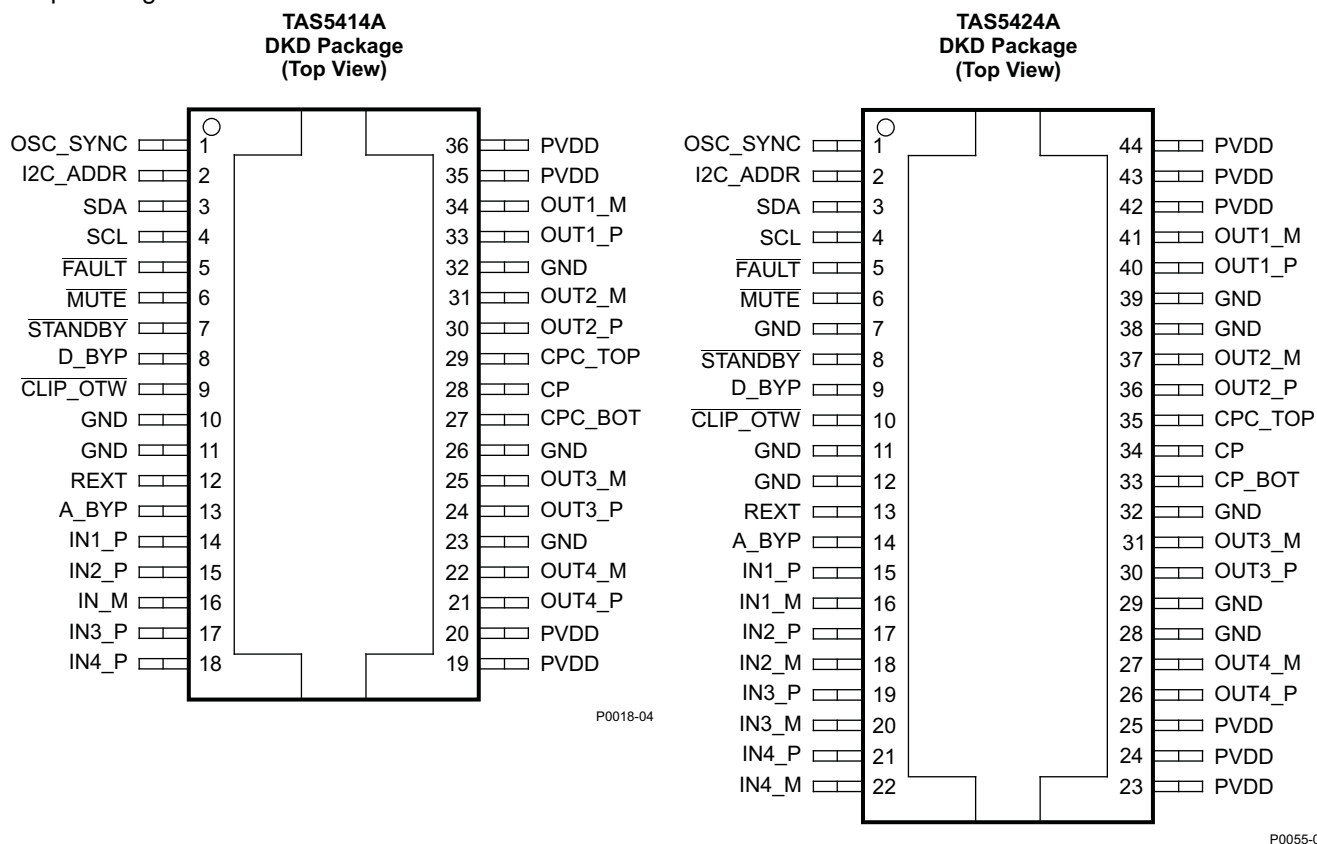 TAS5414A
DKD Package
(Top View)
OSC_SYNC 1 36 PVDD
I2C_ADDR 2 35 PVDD
SDA 3 34 OUT1_M
SCL 4 33 OUT1_P
FAULT 5 32 GND
MUTE 6 31 OUT2_M
STANDBY 7 30 OUT2_P
D_BYP 8 29 CPC_TOP
CLIP_OTW 9 28 CP
GND 10 27 CPC_BOT
GND 11 26 GND
REXT 12 25 OUT3_M
A_BYP 13 24 OUT3_P
IN1_P 14 23 GND
IN2_P 15 22 OUT4_M
IN_M 16 21 OUT4_P
IN3_P 17 20 PVDD
IN4_P 18 19 PVDD
P0018-04
TAS5424A
DKD Package
(Top View)
OSC_SYNC 1 44 PVDD
I2C_ADDR 2 43 PVDD
SDA 3 42 PVDD
SCL 4 41 OUT1_M
FAULT 5 40 OUT1_P
MUTE 6 39 GND
GND 7 38 GND
STANDBY 8 37 OUT2_M
D_BYP 9 36 OUT2_P
CLIP_OTW 10 35 CPC_TOP
GND 11 34 CP
GND 12 33 CP_BOT
REXT 13 32 GND
A_BYP 14 31 OUT3_M
IN1_P 15 30 OUT3_P
IN1_M 16 29 GND
IN2_P 17 28 GND
IN2_M 18 27 OUT4_M
IN3_P 19 26 OUT4_P
IN3_M 20 25 PVDD
IN4_P 21 24 PVDD
IN4_M 22 23 PVDD